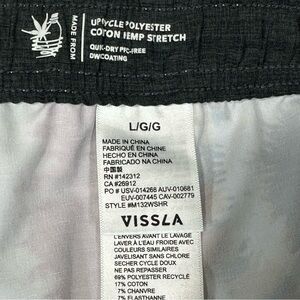 MADE FROM
UPCYCLE POLYESTER
COTON HEMP STRETCH
QUIK-DRY PFC-FREE
DWCOATING
L/G/G
MADE IN CHINA
FABRIQUÉ EN CHINE
HECHO EN CHINA
FABRICADO NA CHINA
中国製
RN #142312
CA #26912
PO # USV-014268 AUV-010681
EUV-007445 CAV-002779
STYLE #M132WSHR
VISSLA
L'ENVERS AVANT LE LAVAGE
LAVER À L'EAU FROIDE AVEC
COULEURS SIMILAIRES
JAVELISANT SANS CHLORE
SECHER CYCLE DOUX
NE PAS REPASSER
69% POLYESTER RECYCLÉ
17% COTON
7% CHANVRE
7% ELASTHANNE